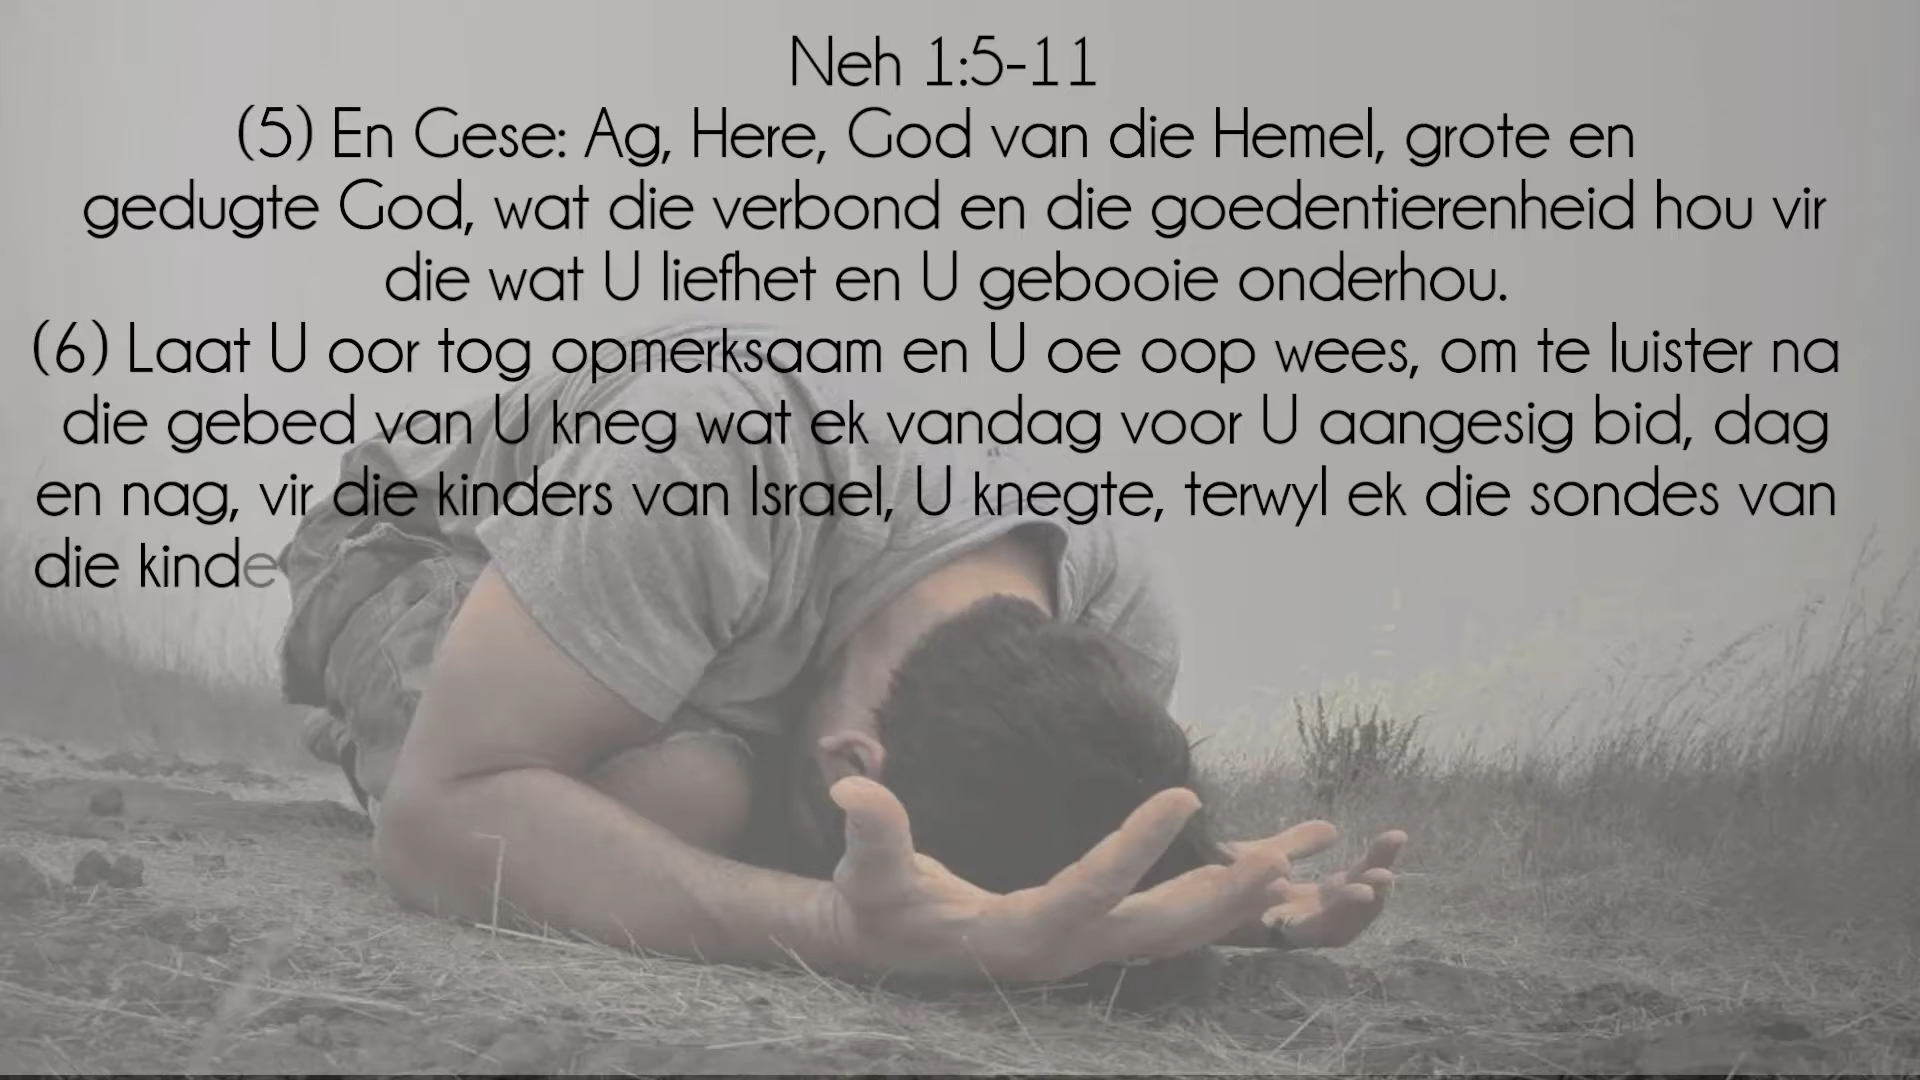 Neh 1:5-11
(5) En Gese: Ag, Here, God van die Hemel, grote en
gedugte God, wat die verbond en die goedentierenheid hou vir
die wat U liefhet en U gebooie onderhou.
(6) Laat U oor tog opmerksaam en U oe oop wees, om te luister na
die gebed van U kneg wat ek vandag voor U aangesig bid, dag
en nag, vir die kinders van Israel, U knegte, terwyl ek die sondes van
die kinde